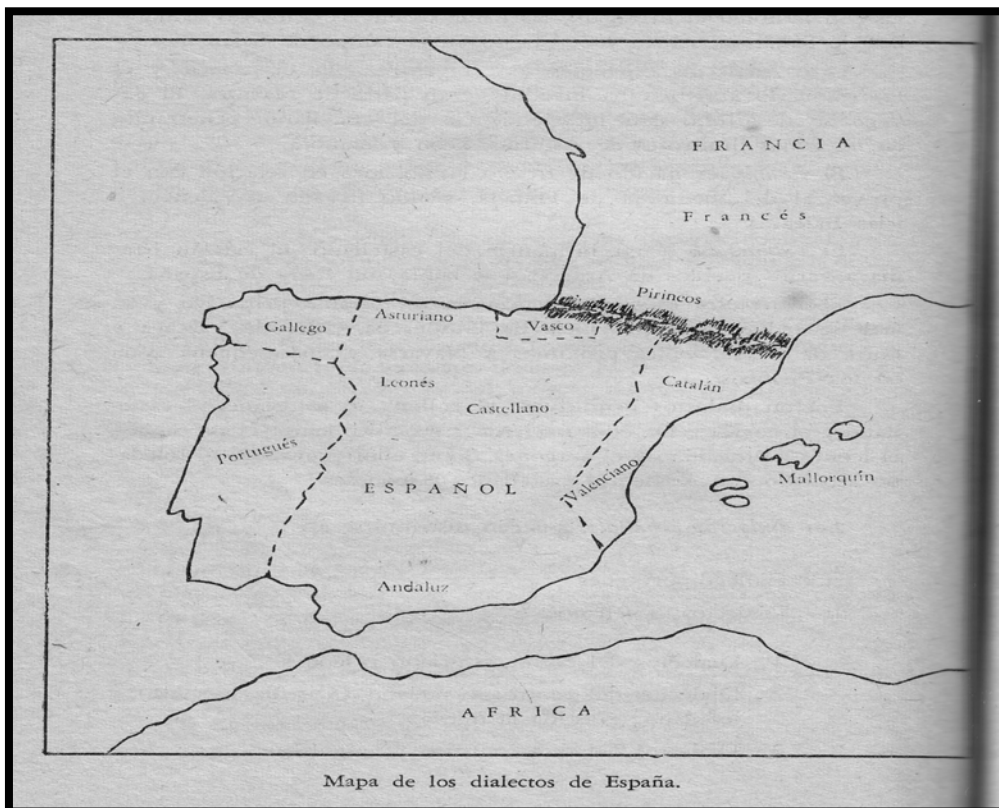 FRANCIA
Francés
Pirineos
Gallego
Asturiano
Vasco
Leonés
Catalán
Castellano
Portugués
Valenciano
Mallorquín
ESPAÑOL
Andaluz
AFRICA
Mapa de los dialectos de España.